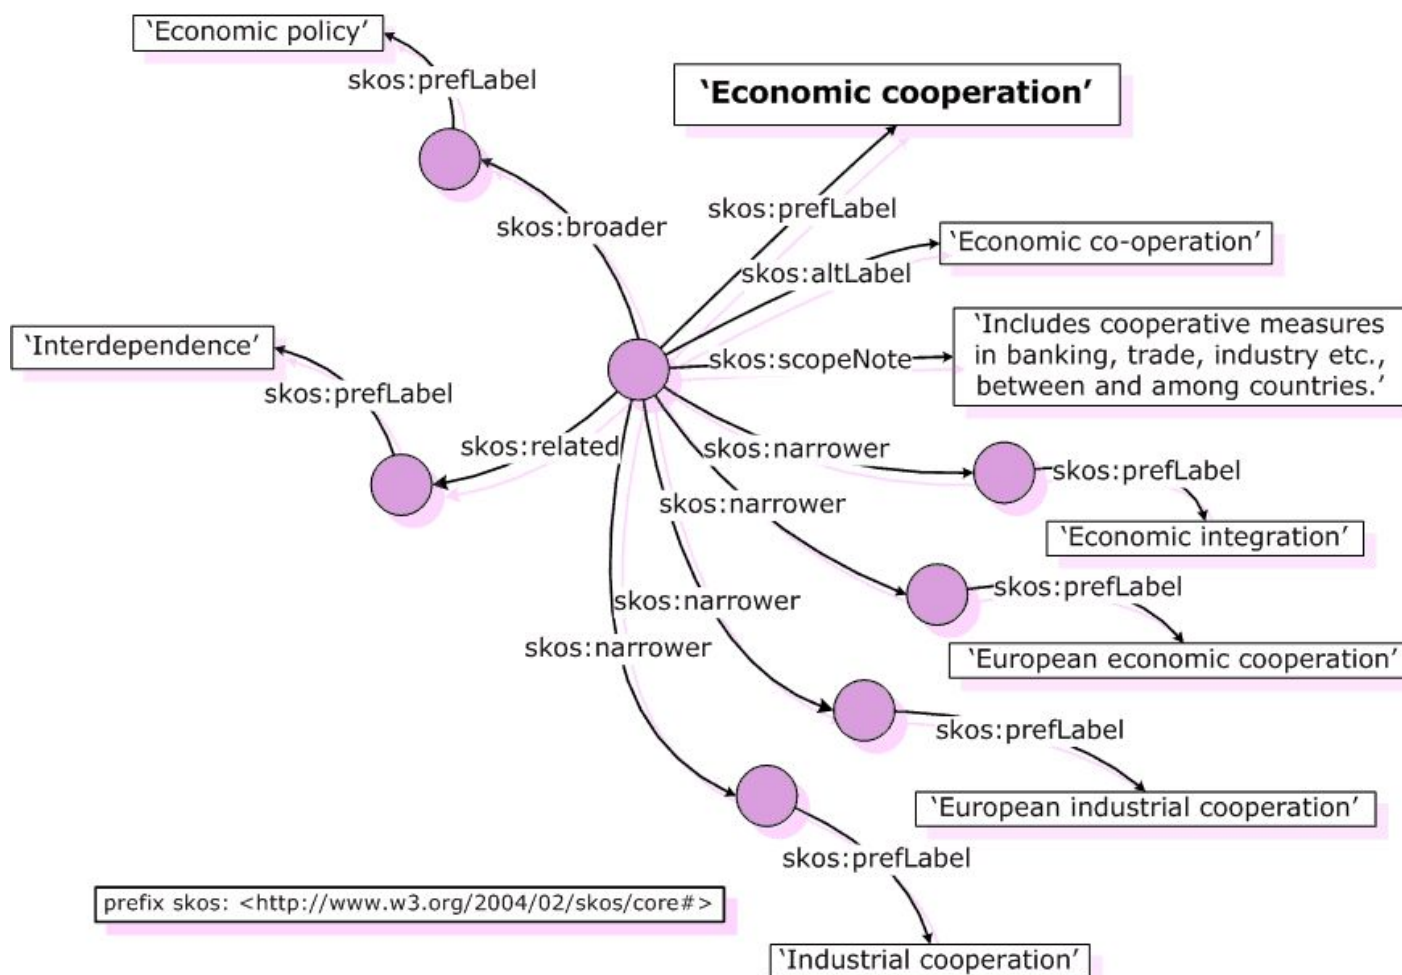 ‘Economic policy’
skos:prefLabel
‘Economic cooperation’
skos:prefLabel
skos:broader
‘Economic co-operation’
skos:altLabel
‘Includes cooperative measures
in banking, trade, industry etc.,
between and among countries.’
skos:scopeNote
‘Interdependence’
skos:prefLabel
skos:related
skos:narrower
skos:prefLabel
‘Economic integration’
skos:narrower
skos:prefLabel
‘European economic cooperation’
skos:narrower
skos:prefLabel
‘European industrial cooperation’
skos:narrower
skos:prefLabel
‘Industrial cooperation’
prefix skos: <http://www.w3.org/2004/02/skos/core#>